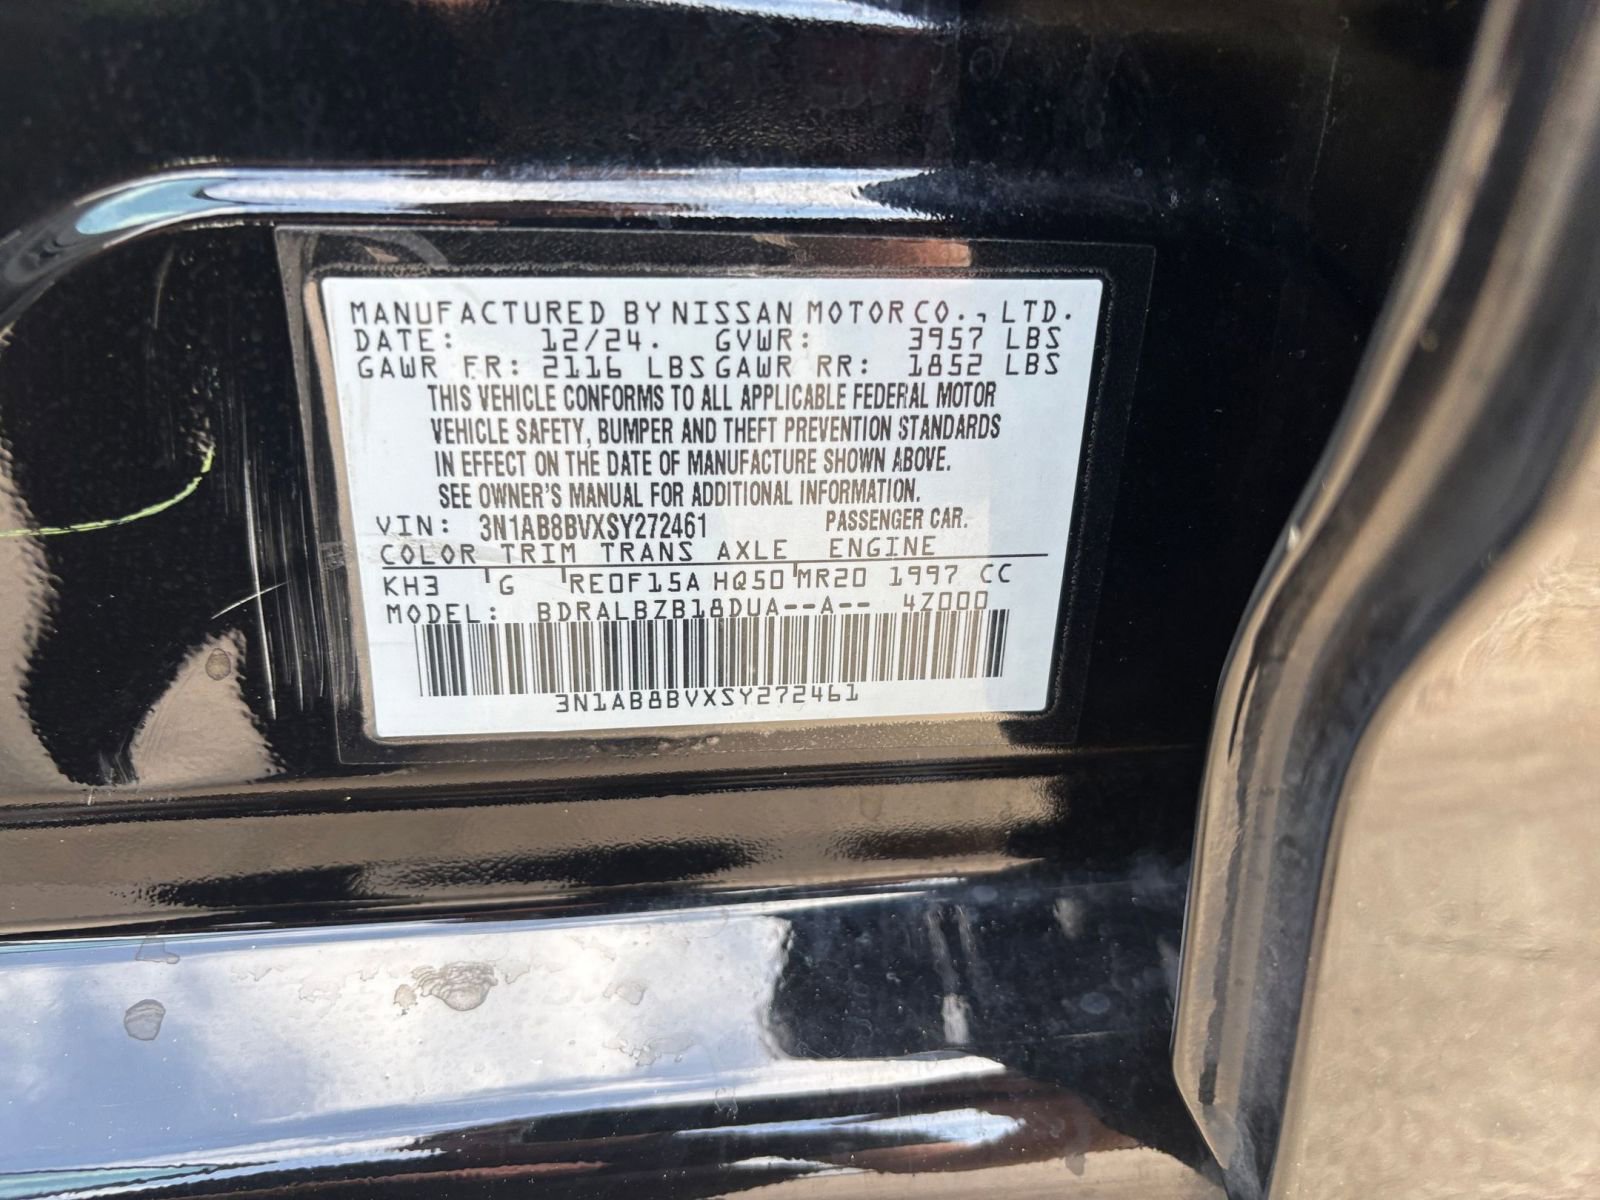 MANUFACTURED BY NISSAN MOTOR CO., LTD.
DATE: 12/24. GVWR: 3957 LBS
GAWR FR: 2116 LBS GAWR RR: 1852 LBS
THIS VEHICLE CONFORMS TO ALL APPLICABLE FEDERAL MOTOR
VEHICLE SAFETY, BUMPER AND THEFT PREVENTION STANDARDS
IN EFFECT ON THE DATE OF MANUFACTURE SHOWN ABOVE.
SEE OWNER'S MANUAL FOR ADDITIONAL INFORMATION.
VIN: 3N1AB8BVXSY272461 PASSENGER CAR.
COLOR TRIM TRANS AXLE ENGINE
KH3 G RE0F15A HQ50 MR20 1997 CC
MODEL: BDRALBZB18DUA--A-- 4Z000
3N1AB8BVXSY272461